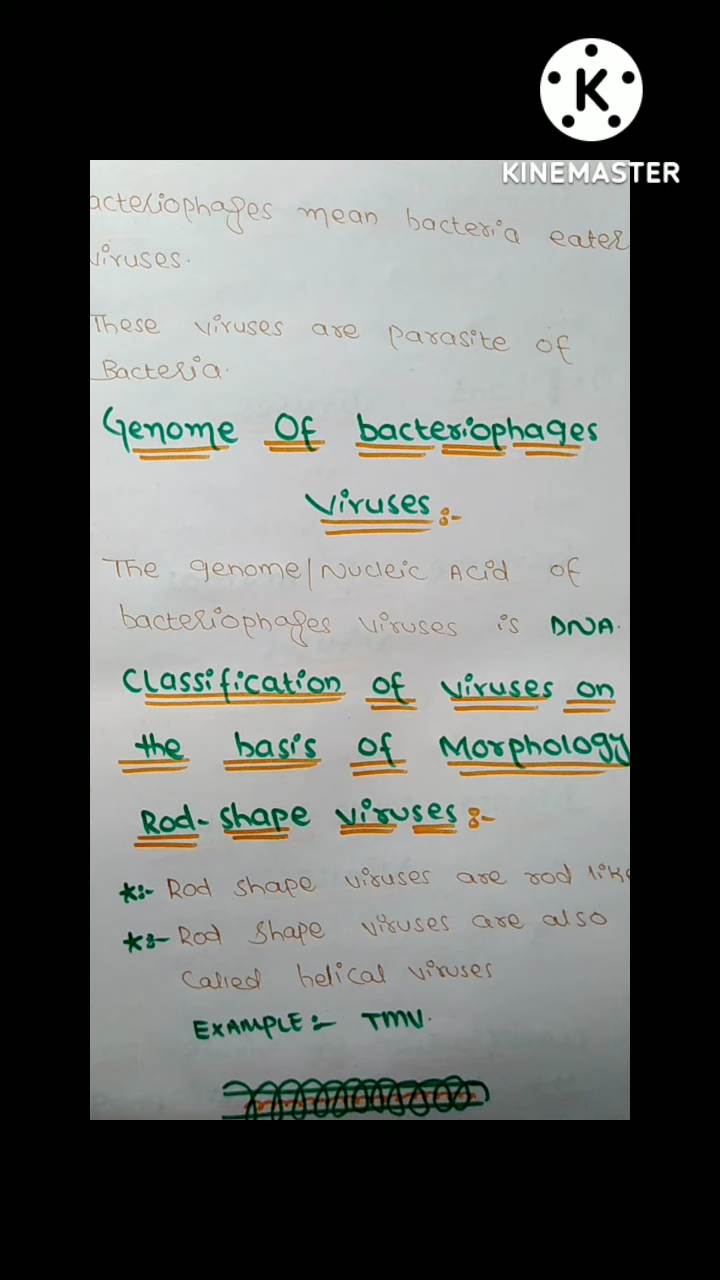 K
KINEMASTER
acteriophages mean bacteria eater
viruses.
These viruses are parasite of
Bacteria.
Genome Of bacteriophages
Viruses :-
The genome/Nucleic Acid of
bacteriophages viruses is DNA.
Classification of viruses on
the basis of Morphology
Rod-shape viruses :-
*:- Rod shape viruses are rod like
*:- Rod shape viruses are also
called helical viruses
EXAMPLE :- TMV.